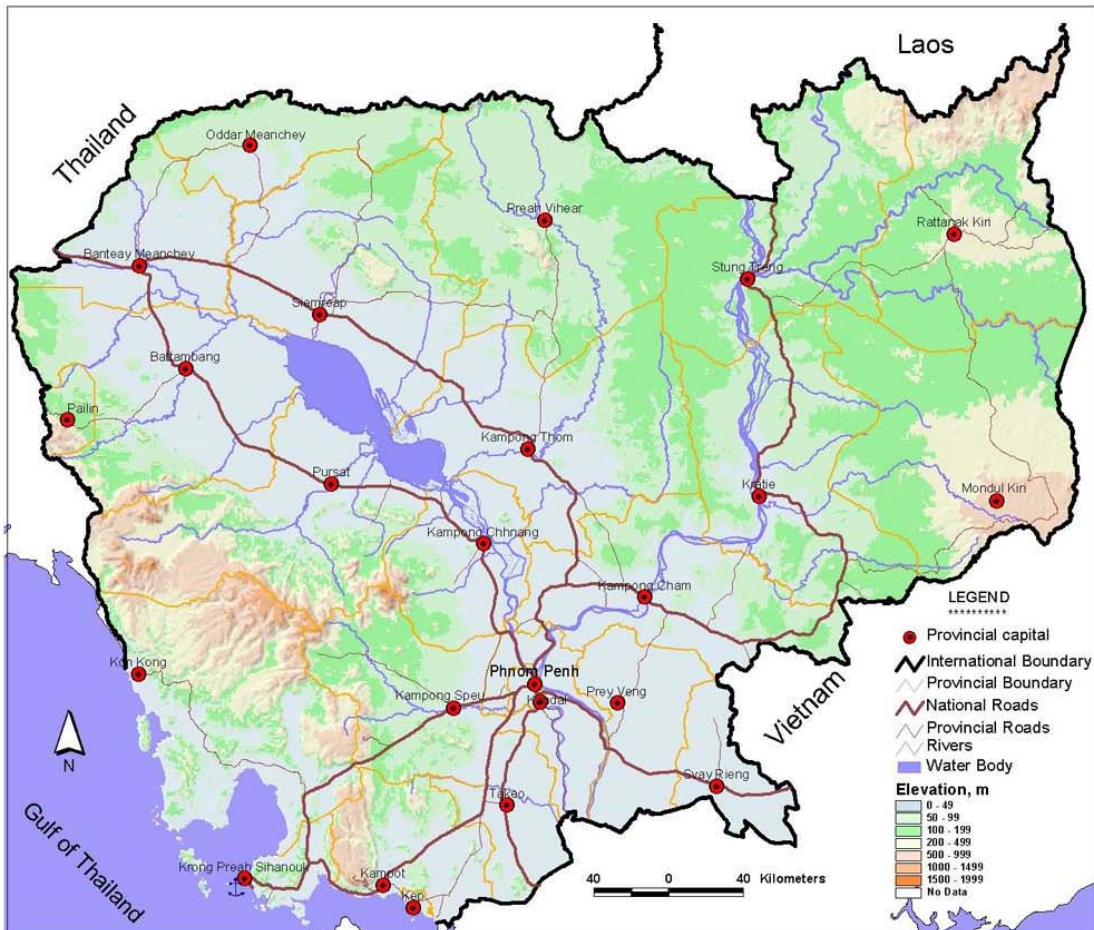 Laos
Thailand
Oddar Meanchey
Preah Vihear
Rattanak Kiri
Banteay Meanchey
Stung Treng
Siamreap
Battambang
Pailin
Kampong Thom
Pursat
Kratie
Mondul Kiri
Kampong Chhnang
Kampong Cham
LEGEND
**********
Provincial capital
International Boundary
Provincial Boundary
National Roads
Provincial Roads
Rivers
Water Body
Elevation, m
0 - 49
50 - 99
100 - 199
200 - 499
500 - 999
1000 - 1499
1500 - 1999
No Data
Koh Kong
Phnom Penh
Kampong Speu
Kandal
Prey Veng
Vietnam
N
Svay Rieng
Takeo
Gulf of Thailand
Krong Preah Sihanouk
Kampot
Kep
40 0 40 Kilometers